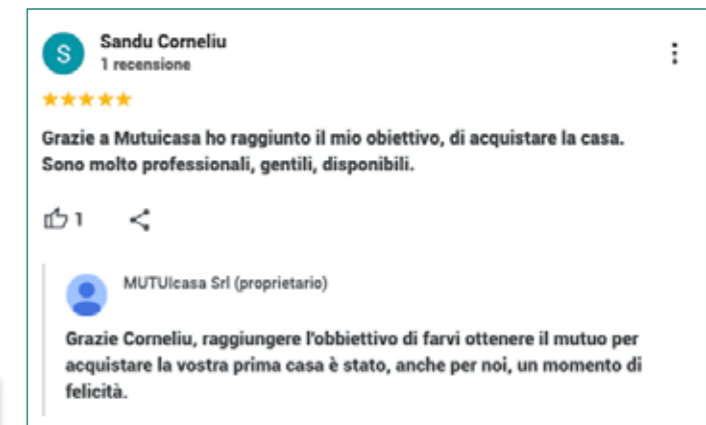 S
Sandu Corneliu
1 recensione
Grazie a Mutuicasa ho raggiunto il mio obiettivo, di acquistare la casa.
Sono molto professionali, gentili, disponibili.
1
MUTUIcasa Srl (proprietario)
Grazie Corneliu, raggiungere l'obbiettivo di farvi ottenere il mutuo per
acquistare la vostra prima casa è stato, anche per noi, un momento di
felicità.